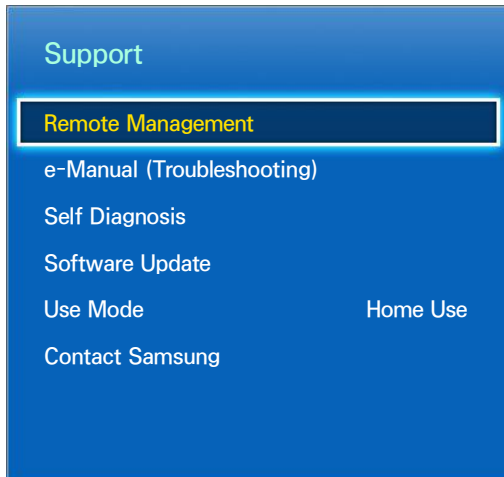 Support
Remote Management
e-Manual (Troubleshooting)
Self Diagnosis
Software Update
Use Mode Home Use
Contact Samsung